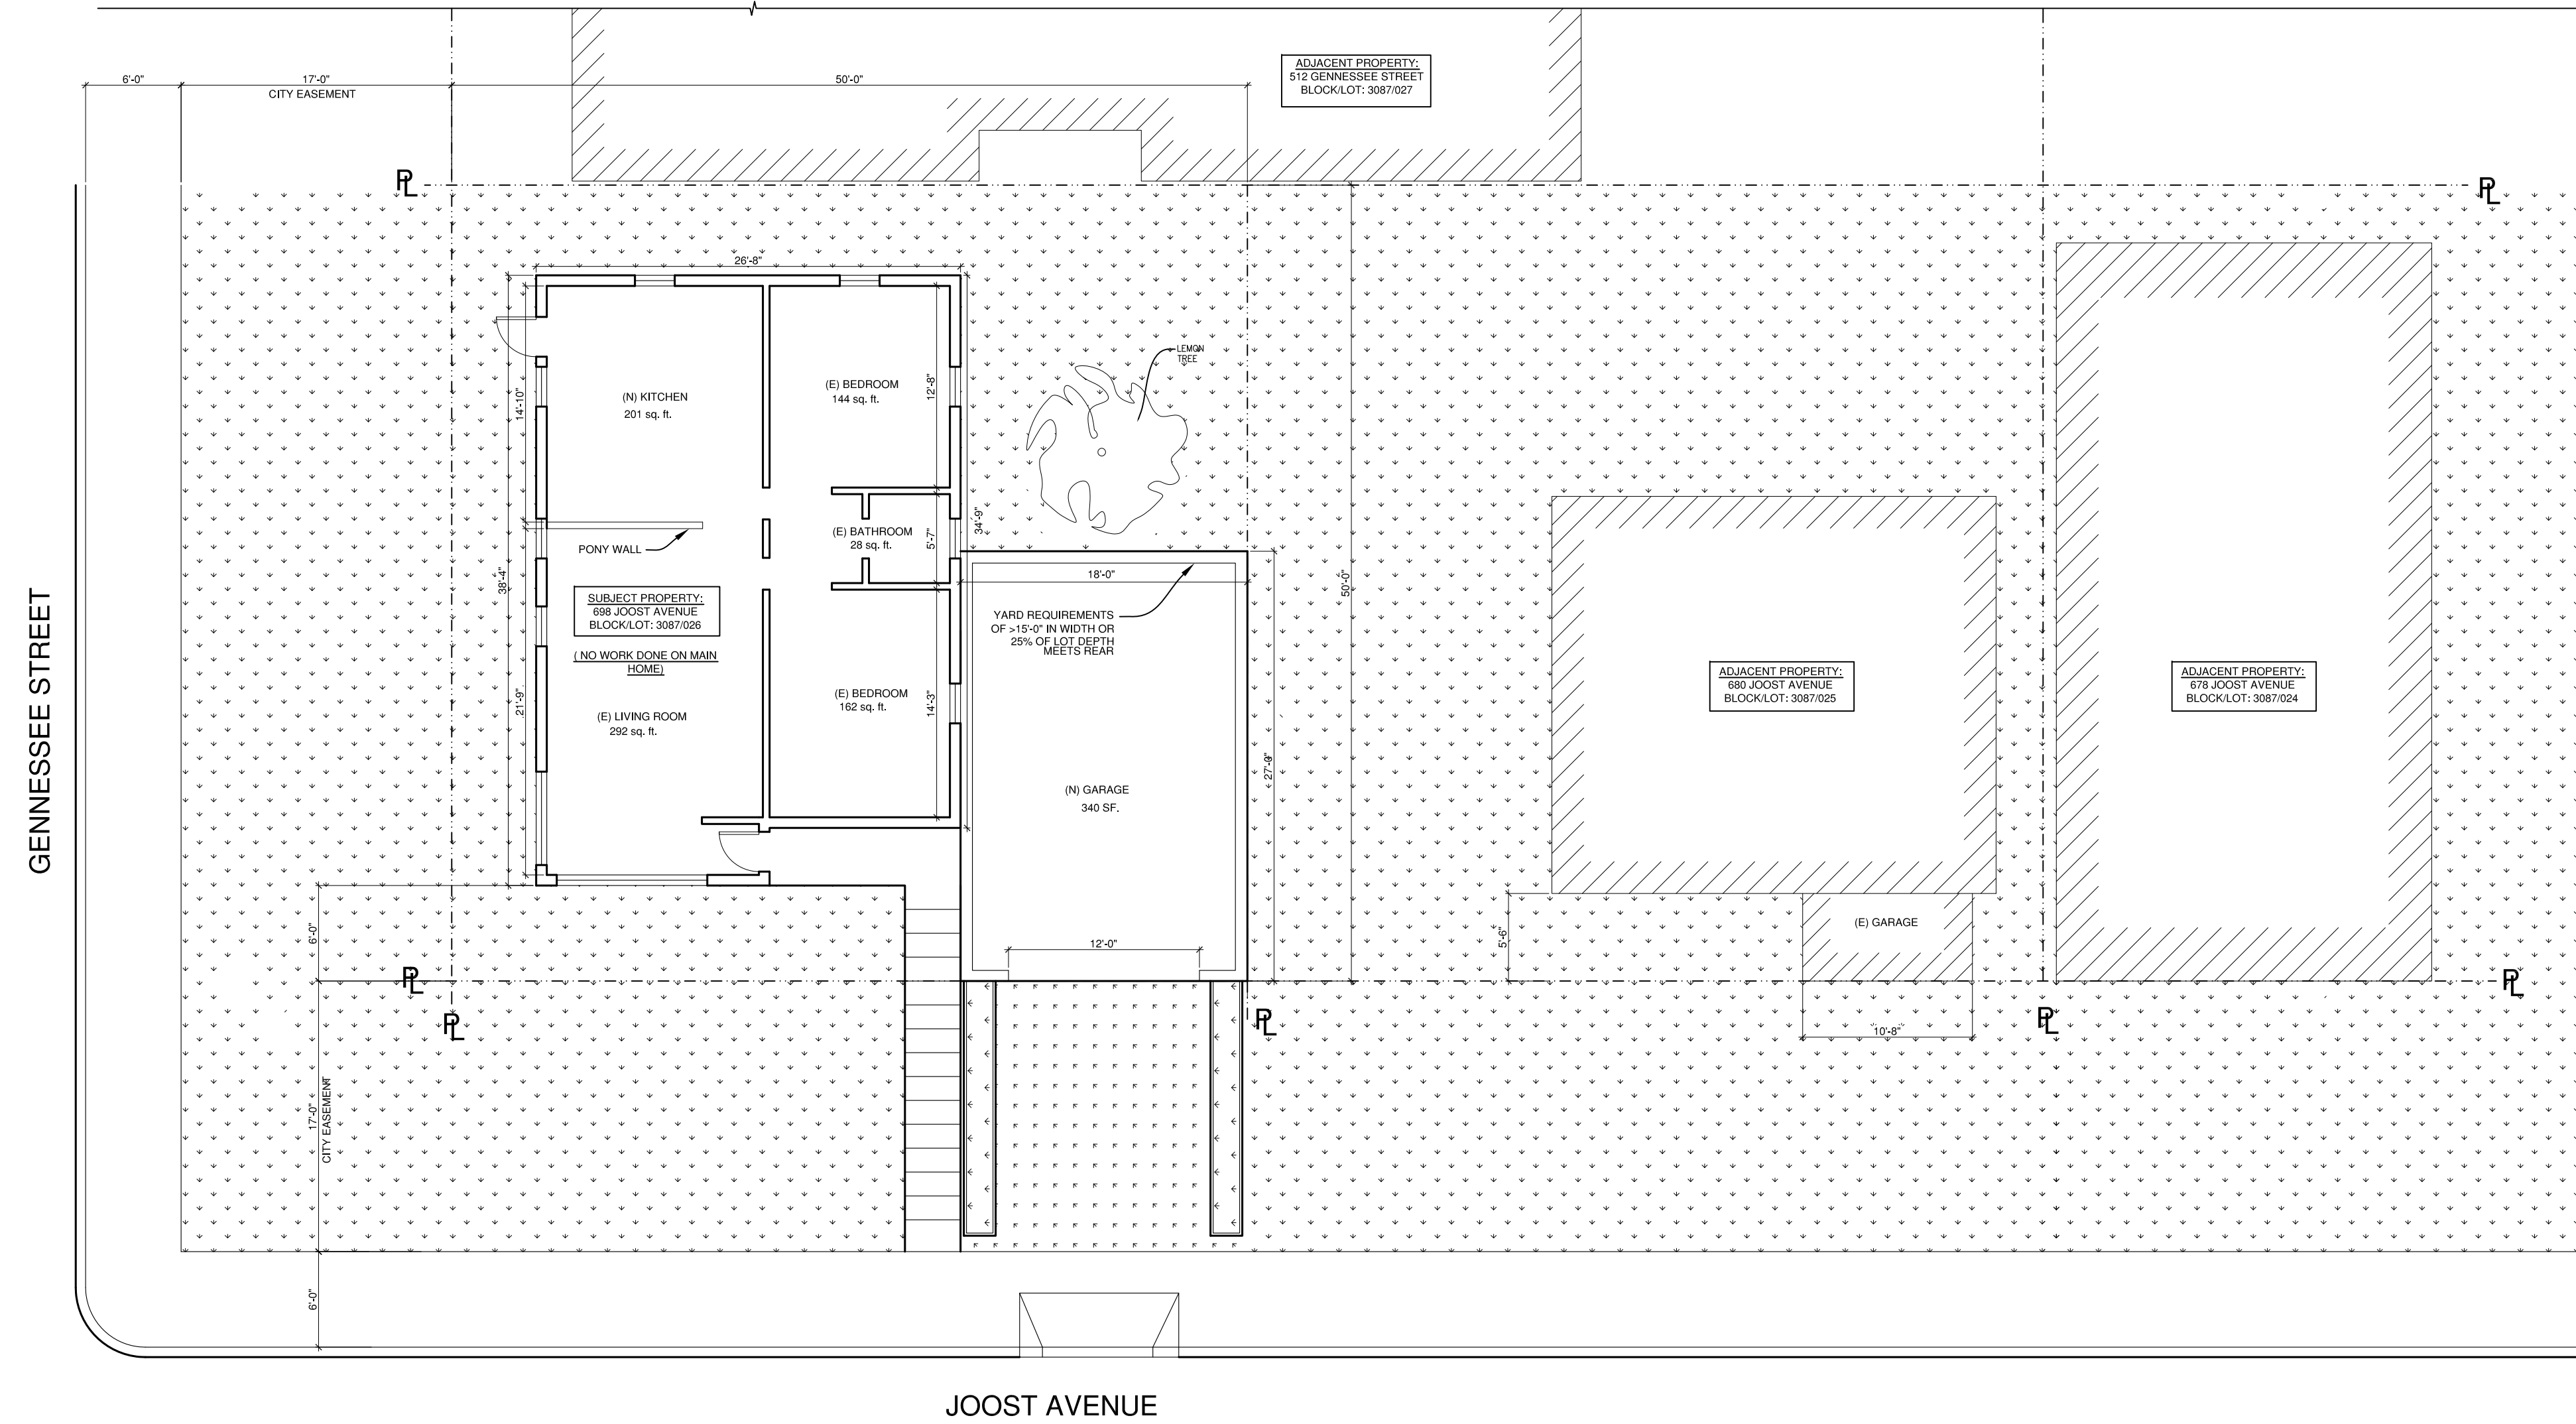 6'-0"
17'-0"
CITY EASEMENT
50'-0"
ADJACENT PROPERTY:
512 GENNESSEE STREET
BLOCK/LOT: 3087/027
PL
PL
26'-8"
LEMON
TREE
(N) KITCHEN
201 sq. ft.
(E) BEDROOM
144 sq. ft.
12'-8"
14'-10"
PONY WALL
(E) BATHROOM
28 sq. ft.
5'-7"
34'-9"
38'-4"
18'-0"
50'-0"
SUBJECT PROPERTY:
698 JOOST AVENUE
BLOCK/LOT: 3087/026
( NO WORK DONE ON MAIN
HOME)
YARD REQUIREMENTS
OF >15'-0" IN WIDTH OR
25% OF LOT DEPTH
MEETS REAR
21'-9"
(E) LIVING ROOM
292 sq. ft.
(E) BEDROOM
162 sq. ft.
14'-3"
27'-0"
(N) GARAGE
340 SF.
ADJACENT PROPERTY:
680 JOOST AVENUE
BLOCK/LOT: 3087/025
ADJACENT PROPERTY:
678 JOOST AVENUE
BLOCK/LOT: 3087/024
GENNESSEE STREET
6'-0"
12'-0"
5'-6"
(E) GARAGE
PL
PL
PL
PL
PL
10'-8"
17'-0"
CITY EASEMENT
6'-0"
JOOST AVENUE